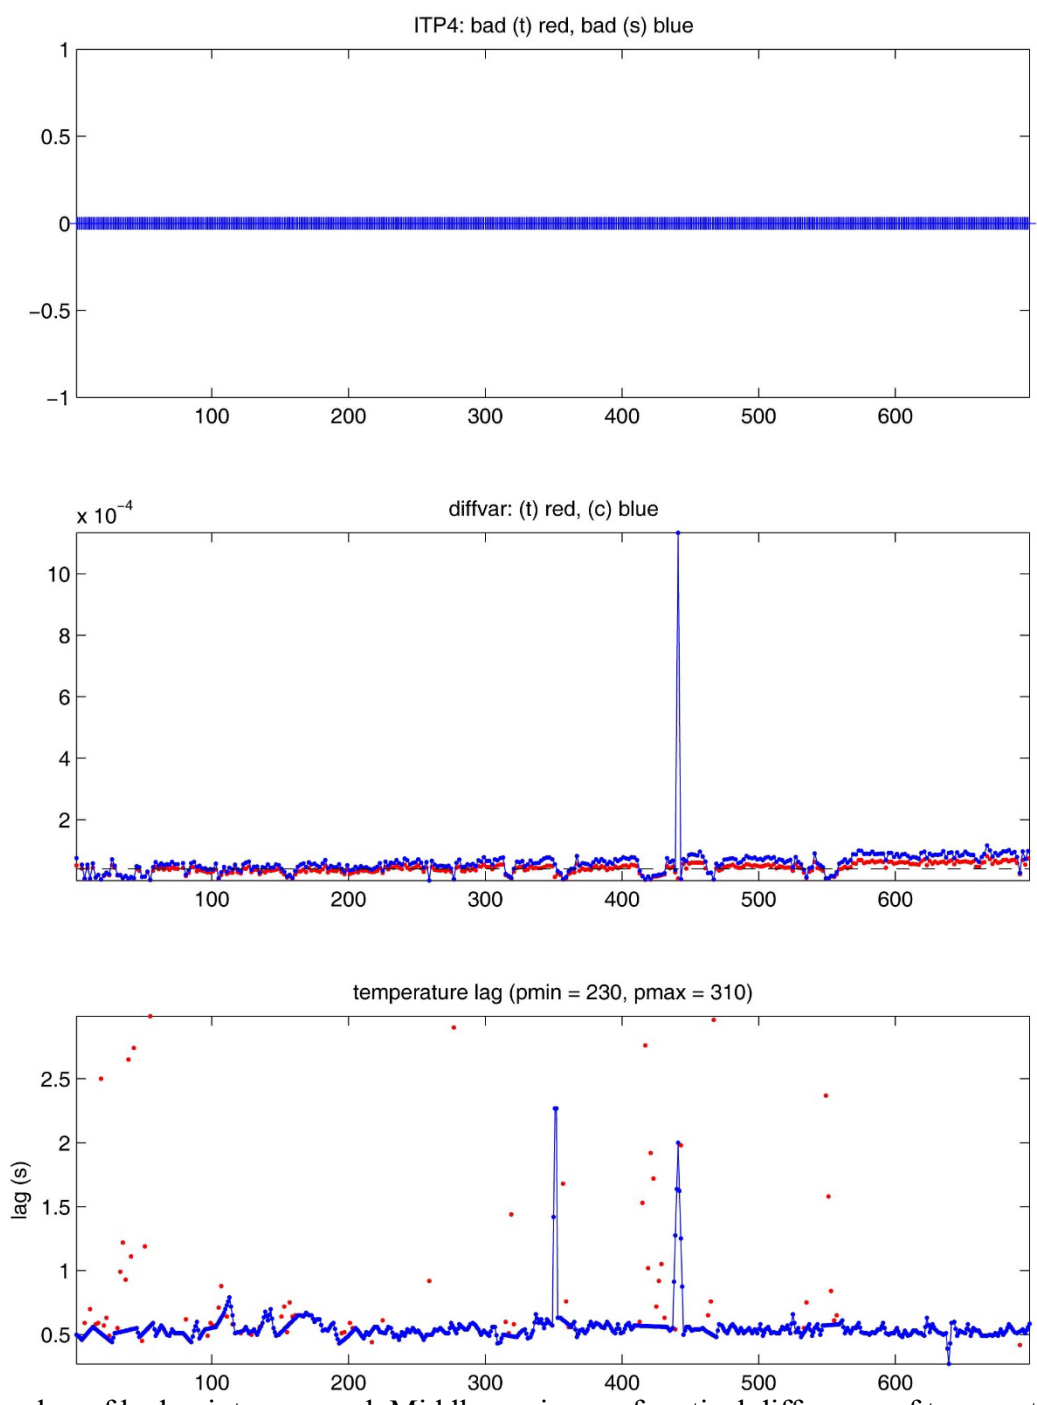 ITP4: bad (t) red, bad (s) blue
1
0.5
0
−0.5
−1
100 200 300 400 500 600
diffvar: (t) red, (c) blue
x 10−4
10
8
6
4
2
100 200 300 400 500 600
temperature lag (pmin = 230, pmax = 310)
2.5
2
1.5
1
0.5
lag (s)
100 200 300 400 500 600